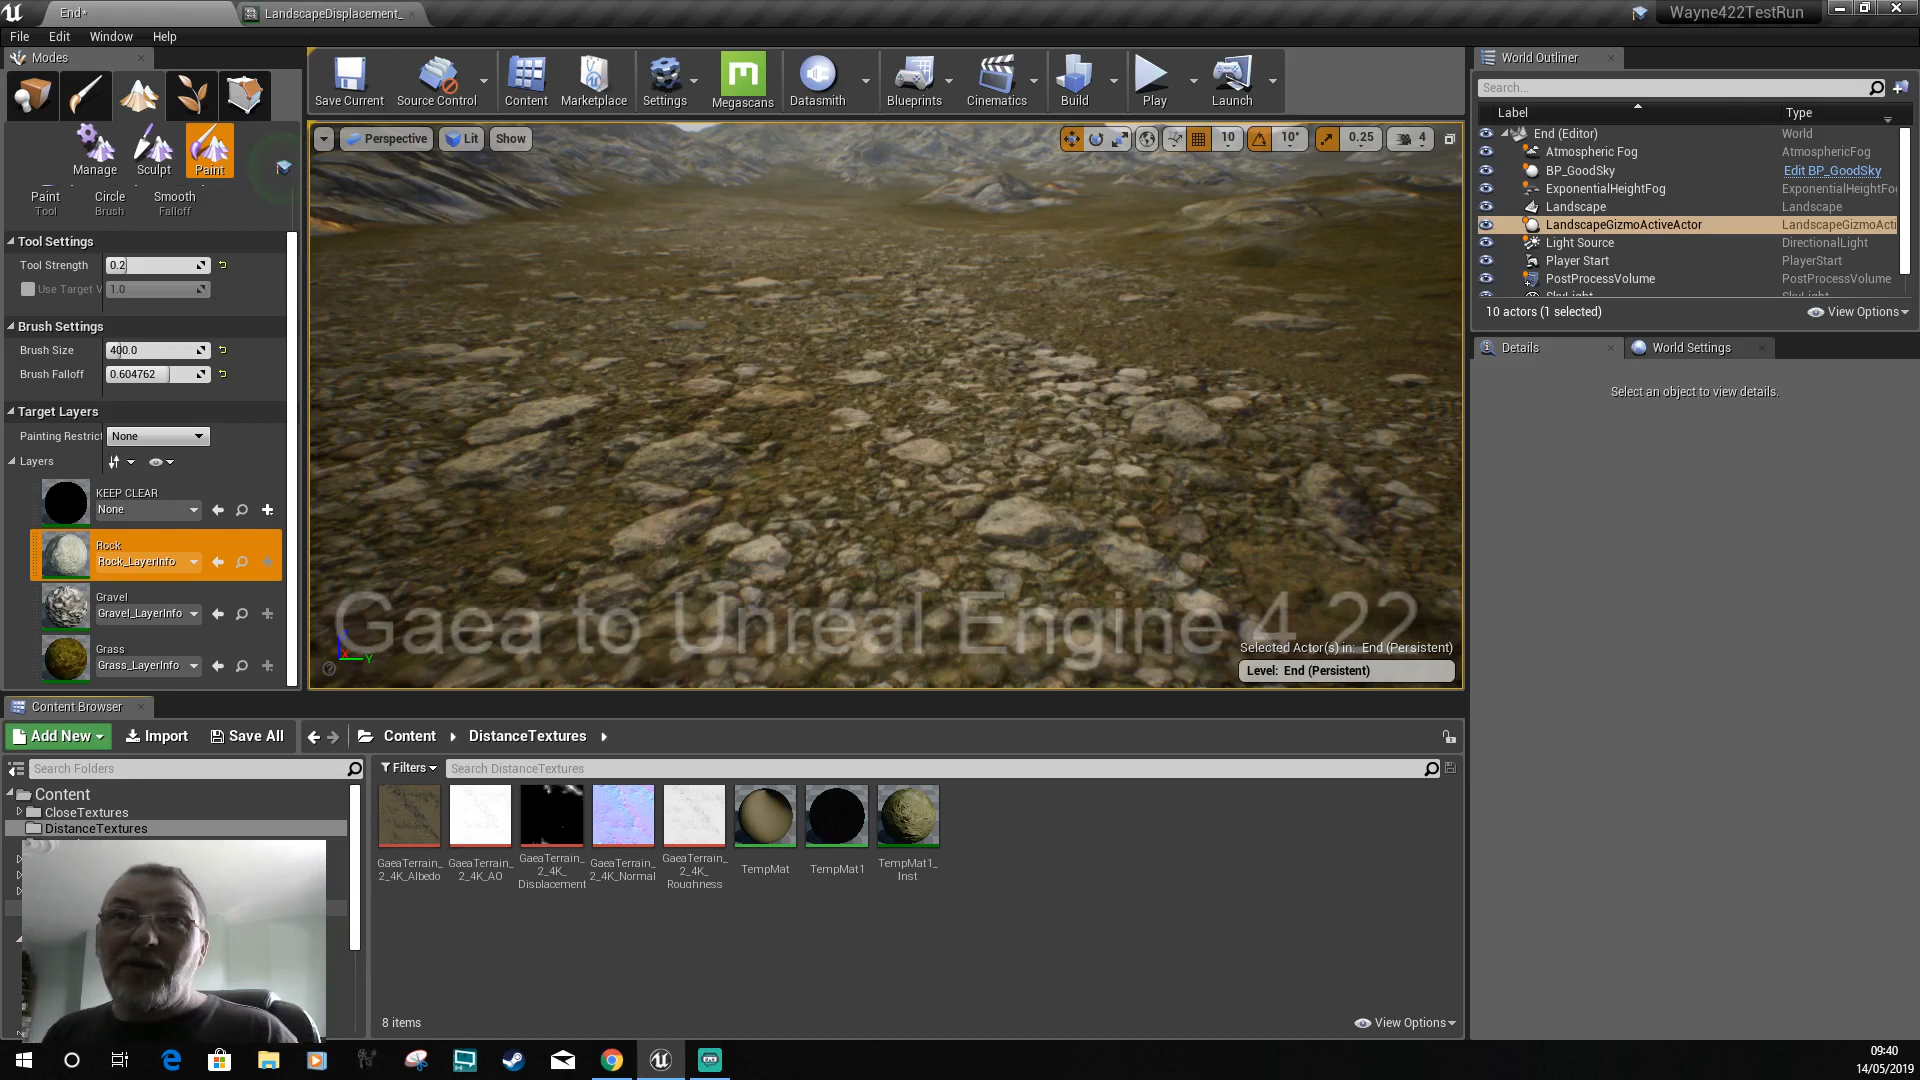 End*
LandscapeDisplacement_
Wayne422TestRun
File Edit Window Help
Modes
Save Current
Source Control
Content
Marketplace
Settings
Megascans
Datasmith
Blueprints
Cinematics
Build
Play
Launch
Manage
Sculpt
Paint
Paint
Tool
Circle
Brush
Smooth
Falloff
Tool Settings
Tool Strength 0.2
Use Target V 1.0
Brush Settings
Brush Size 400.0
Brush Falloff 0.604762
Target Layers
Painting Restrict None
Layers
KEEP CLEAR
None
Rock
Rock_LayerInfo
Gravel
Gravel_LayerInfo
Grass
Grass_LayerInfo
Perspective Lit Show
10 10° 0.25 4
Gaea to Unreal Engine 4.22
Selected Actor(s) in: End (Persistent)
Level: End (Persistent)
Y
World Outliner
Search...
Label Type
End (Editor) World
Atmospheric Fog AtmosphericFog
BP_GoodSky Edit BP_GoodSky
ExponentialHeightFog ExponentialHeightFo
Landscape Landscape
LandscapeGizmoActiveActor LandscapeGizmoActi
Light Source DirectionalLight
Player Start PlayerStart
PostProcessVolume PostProcessVolume
SkyLight SkyLight
10 actors (1 selected) View Options
Details World Settings
Select an object to view details.
Content Browser
Add New Import Save All Content DistanceTextures
Search Folders
Filters Search DistanceTextures
Content
CloseTextures
DistanceTextures
GaeaTerrain_
2_4K_Albedo
GaeaTerrain_
2_4K_AO
GaeaTerrain_
2_4K_
Displacement
GaeaTerrain_
2_4K_Normal
GaeaTerrain_
2_4K_
Roughness
TempMat
TempMat1
TempMat1_
Inst
8 items View Options
09:40
14/05/2019